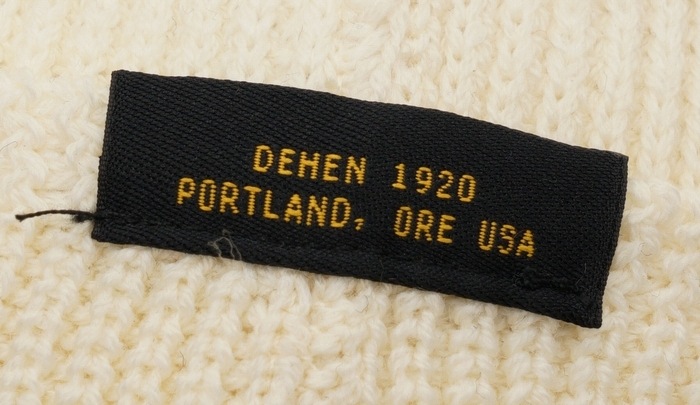 DEHEN 1920
PORTLAND, ORE USA